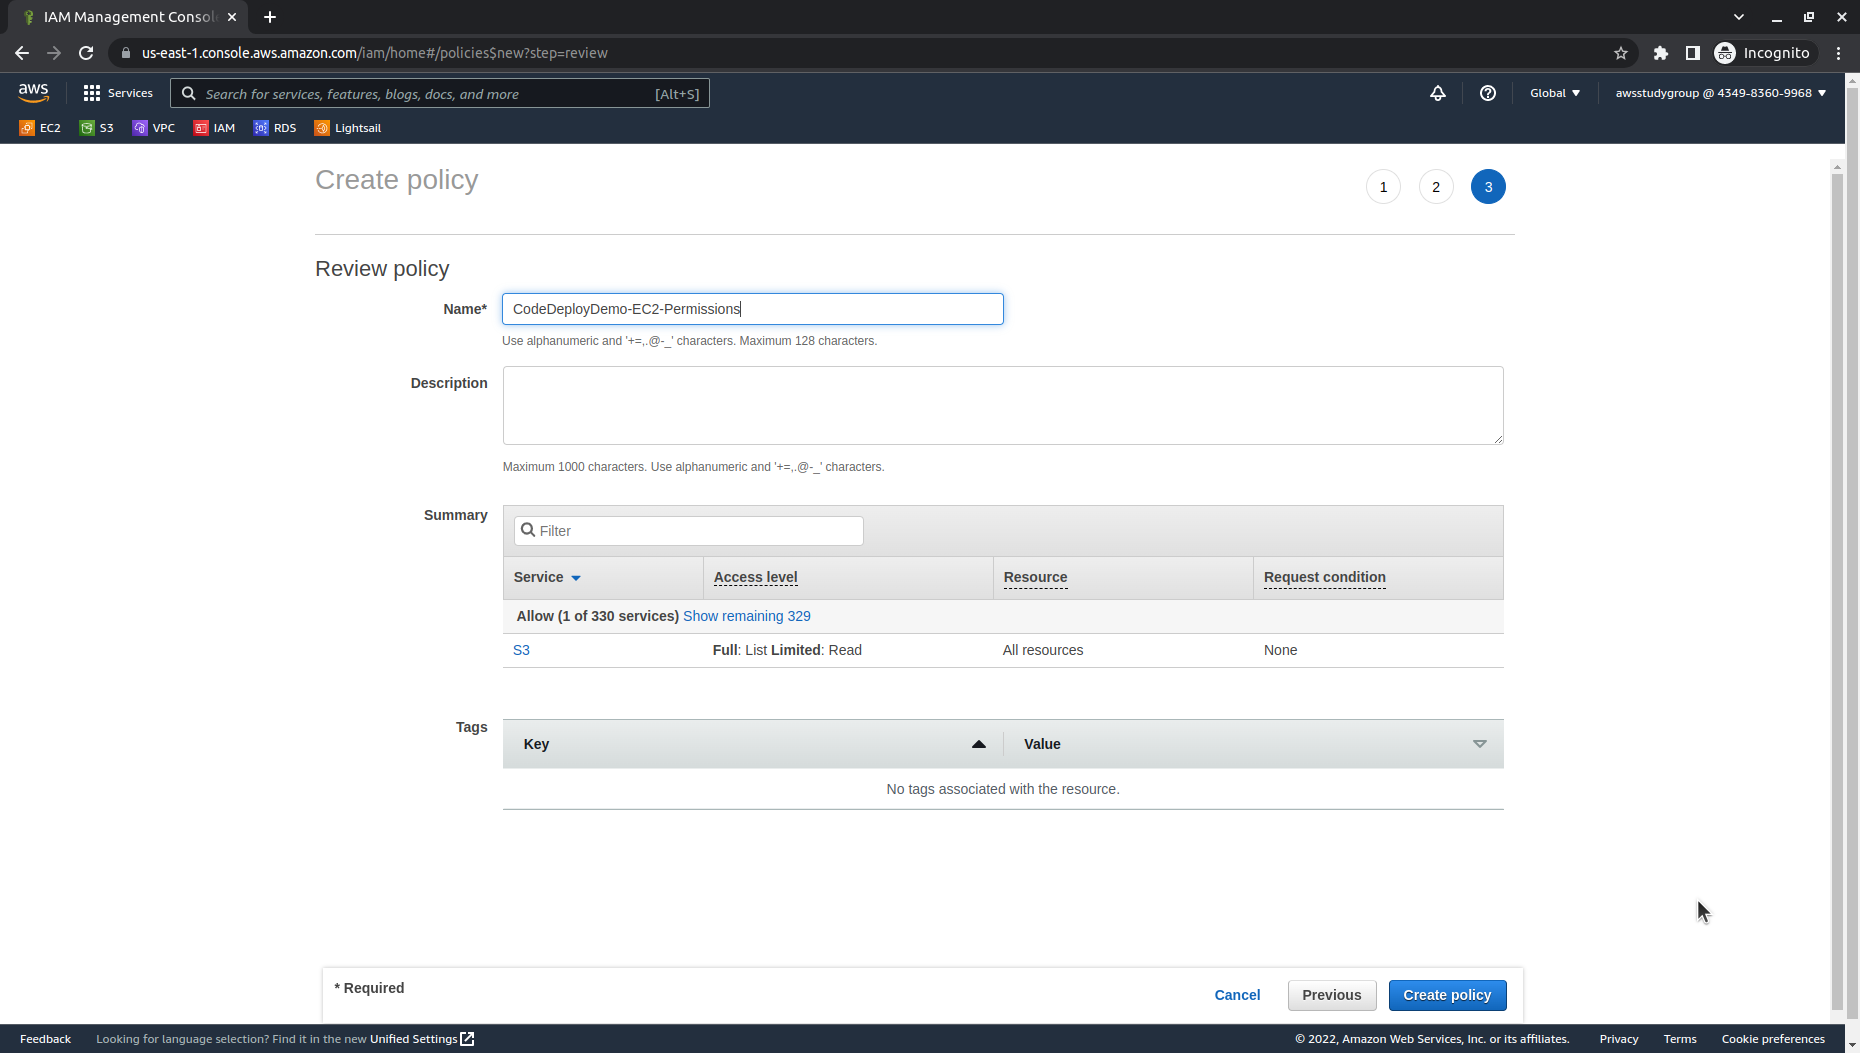 IAM Management Consol
us-east-1.console.aws.amazon.com/iam/home#/policies$new?step=review
Incognito
aws
Services
Search for services, features, blogs, docs, and more
[Alt+S]
Global
awsstudygroup @ 4349-8360-9968
EC2
S3
VPC
IAM
RDS
Lightsail
Create policy
1
2
3
Review policy
Name*
CodeDeployDemo-EC2-Permissions
Use alphanumeric and '+=,.@-_' characters. Maximum 128 characters.
Description
Maximum 1000 characters. Use alphanumeric and '+=,.@-_' characters.
Summary
Filter
Service
Access level
Resource
Request condition
Allow (1 of 330 services) Show remaining 329
S3
Full: List Limited: Read
All resources
None
Tags
Key
Value
No tags associated with the resource.
* Required
Cancel
Previous
Create policy
Feedback
Looking for language selection? Find it in the new Unified Settings
© 2022, Amazon Web Services, Inc. or its affiliates.
Privacy
Terms
Cookie preferences